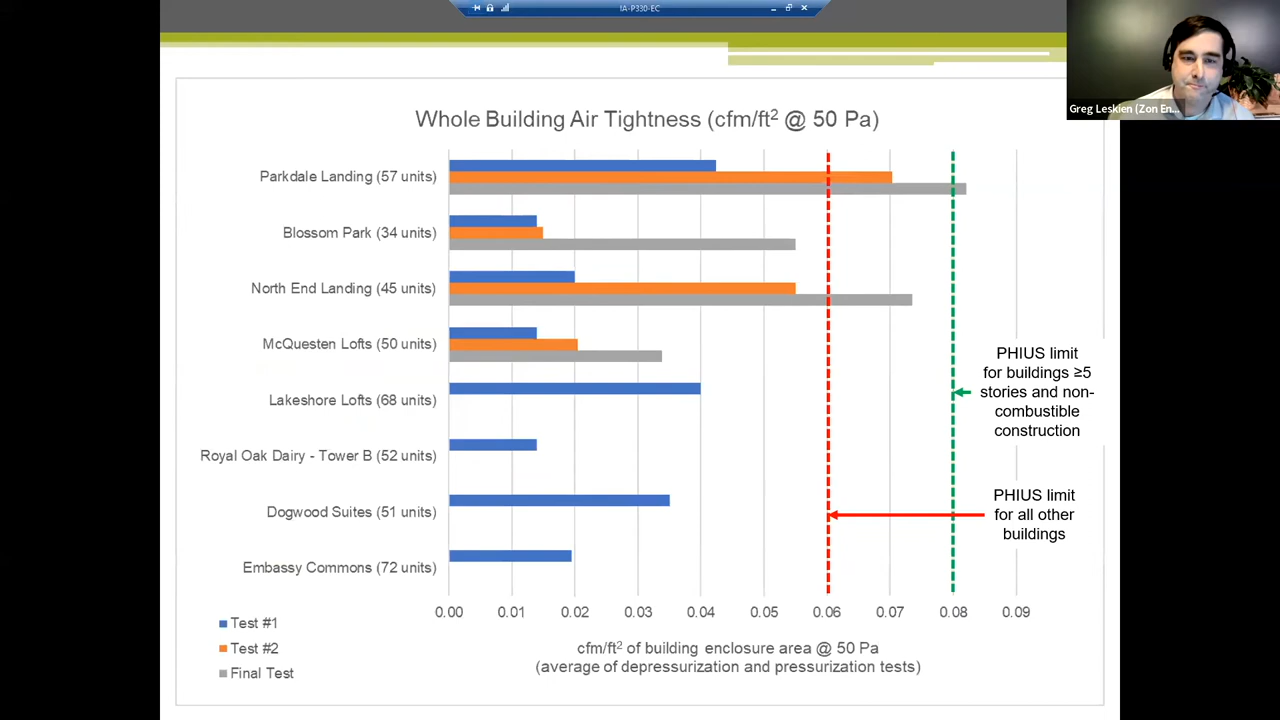 IA-P330-EC
Greg Leskien (Zon En...
Whole Building Air Tightness (cfm/ft² @ 50 Pa)
Parkdale Landing (57 units)
Blossom Park (34 units)
North End Landing (45 units)
McQuesten Lofts (50 units)
Lakeshore Lofts (68 units)
Royal Oak Dairy - Tower B (52 units)
Dogwood Suites (51 units)
Embassy Commons (72 units)
PHIUS limit
for buildings ≥5
stories and non-
combustible
construction
PHIUS limit
for all other
buildings
0.00 0.01 0.02 0.03 0.04 0.05 0.06 0.07 0.08 0.09
Test #1
Test #2
Final Test
cfm/ft² of building enclosure area @ 50 Pa
(average of depressurization and pressurization tests)